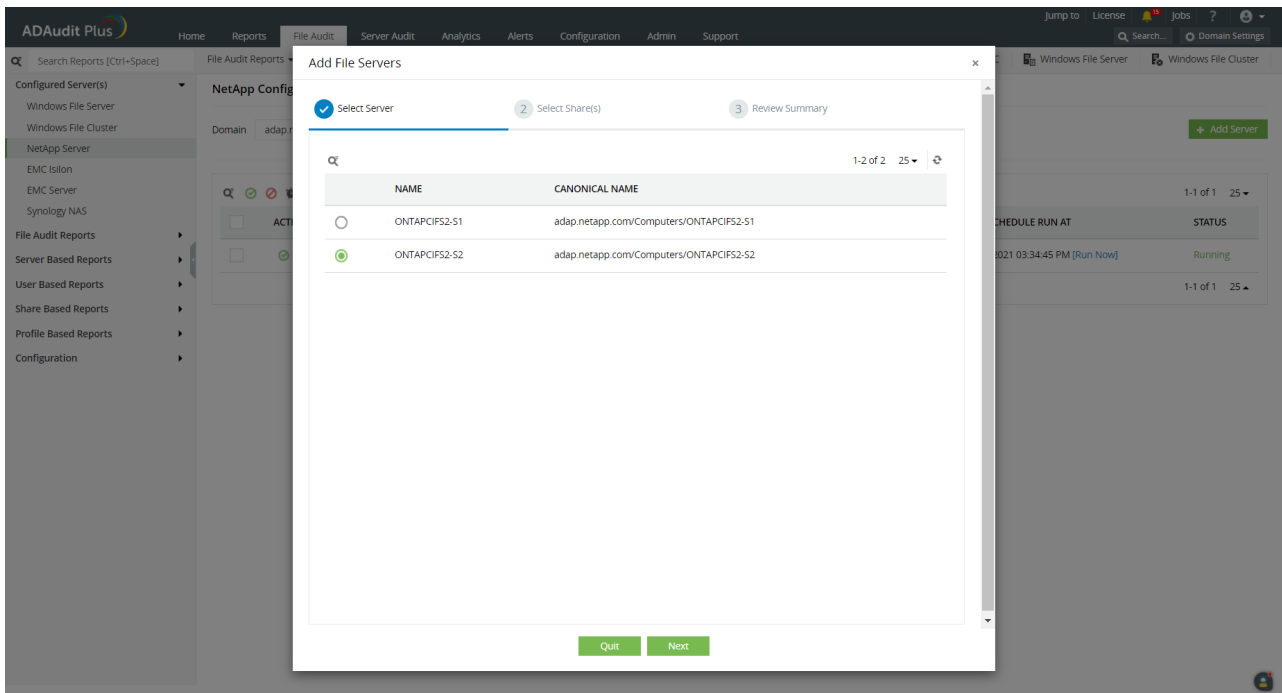 Jump to License 15 Jobs ?
ADAudit Plus Home Reports File Audit Server Audit Analytics Alerts Configuration Admin Support Search... Domain Settings
Search Reports [Ctrl+Space] File Audit Reports Windows File Server Windows File Cluster
Configured Server(s)
Windows File Server
Windows File Cluster
NetApp Server
EMC Isilon
EMC Server
Synology NAS
File Audit Reports
Server Based Reports
User Based Reports
Share Based Reports
Profile Based Reports
Configuration
NetApp Config
Domain adap.n
+ Add Server
1-1 of 1 25
ACTI CHEDULE RUN AT STATUS
2021 03:34:45 PM [Run Now] Running
1-1 of 1 25
Add File Servers ×
Select Server 2 Select Share(s) 3 Review Summary
1-2 of 2 25
NAME CANONICAL NAME
ONTAPCIFS2-S1 adap.netapp.com/Computers/ONTAPCIFS2-S1
ONTAPCIFS2-S2 adap.netapp.com/Computers/ONTAPCIFS2-S2
Quit Next